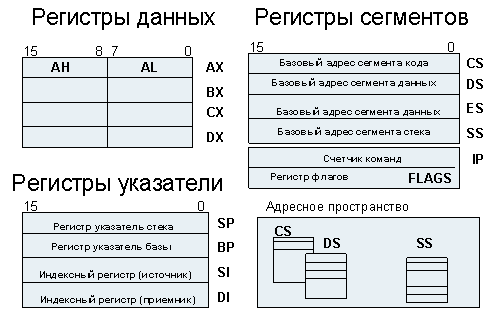 Регистры данных
15 8 7 0
AH AL AX
BX
CX
DX
Регистры сегментов
15 0
Базовый адрес сегмента кода CS
Базовый адрес сегмента данных DS
Базовый адрес сегмента данных ES
Базовый адрес сегмента стека SS
Счетчик команд IP
Регистр флагов FLAGS
Регистры указатели
15 0
Регистр указатель стека SP
Регистр указатель базы BP
Индексный регистр (источник) SI
Индексный регистр (приемник) DI
Адресное пространство
CS DS SS